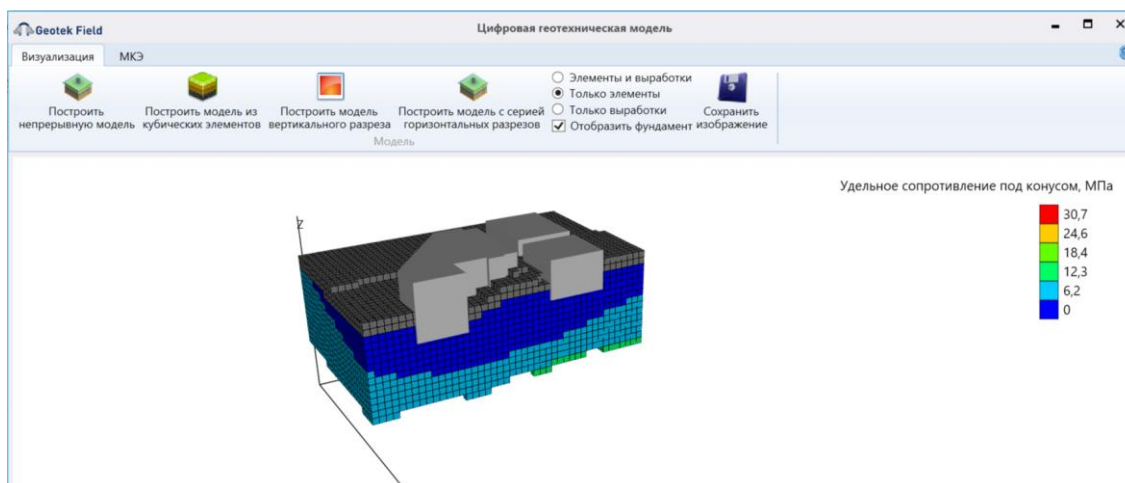 Geotek Field
Цифровая геотехническая модель
Визуализация МКЭ
Построить непрерывную модель
Построить модель из кубических элементов
Построить модель вертикального разреза
Построить модель с серией горизонтальных разрезов
Элементы и выработки
Только элементы
Только выработки
Отобразить фундамент
Сохранить изображение
Модель
Удельное сопротивление под конусом, МПа
30,7
24,6
18,4
12,3
6,2
0
Z